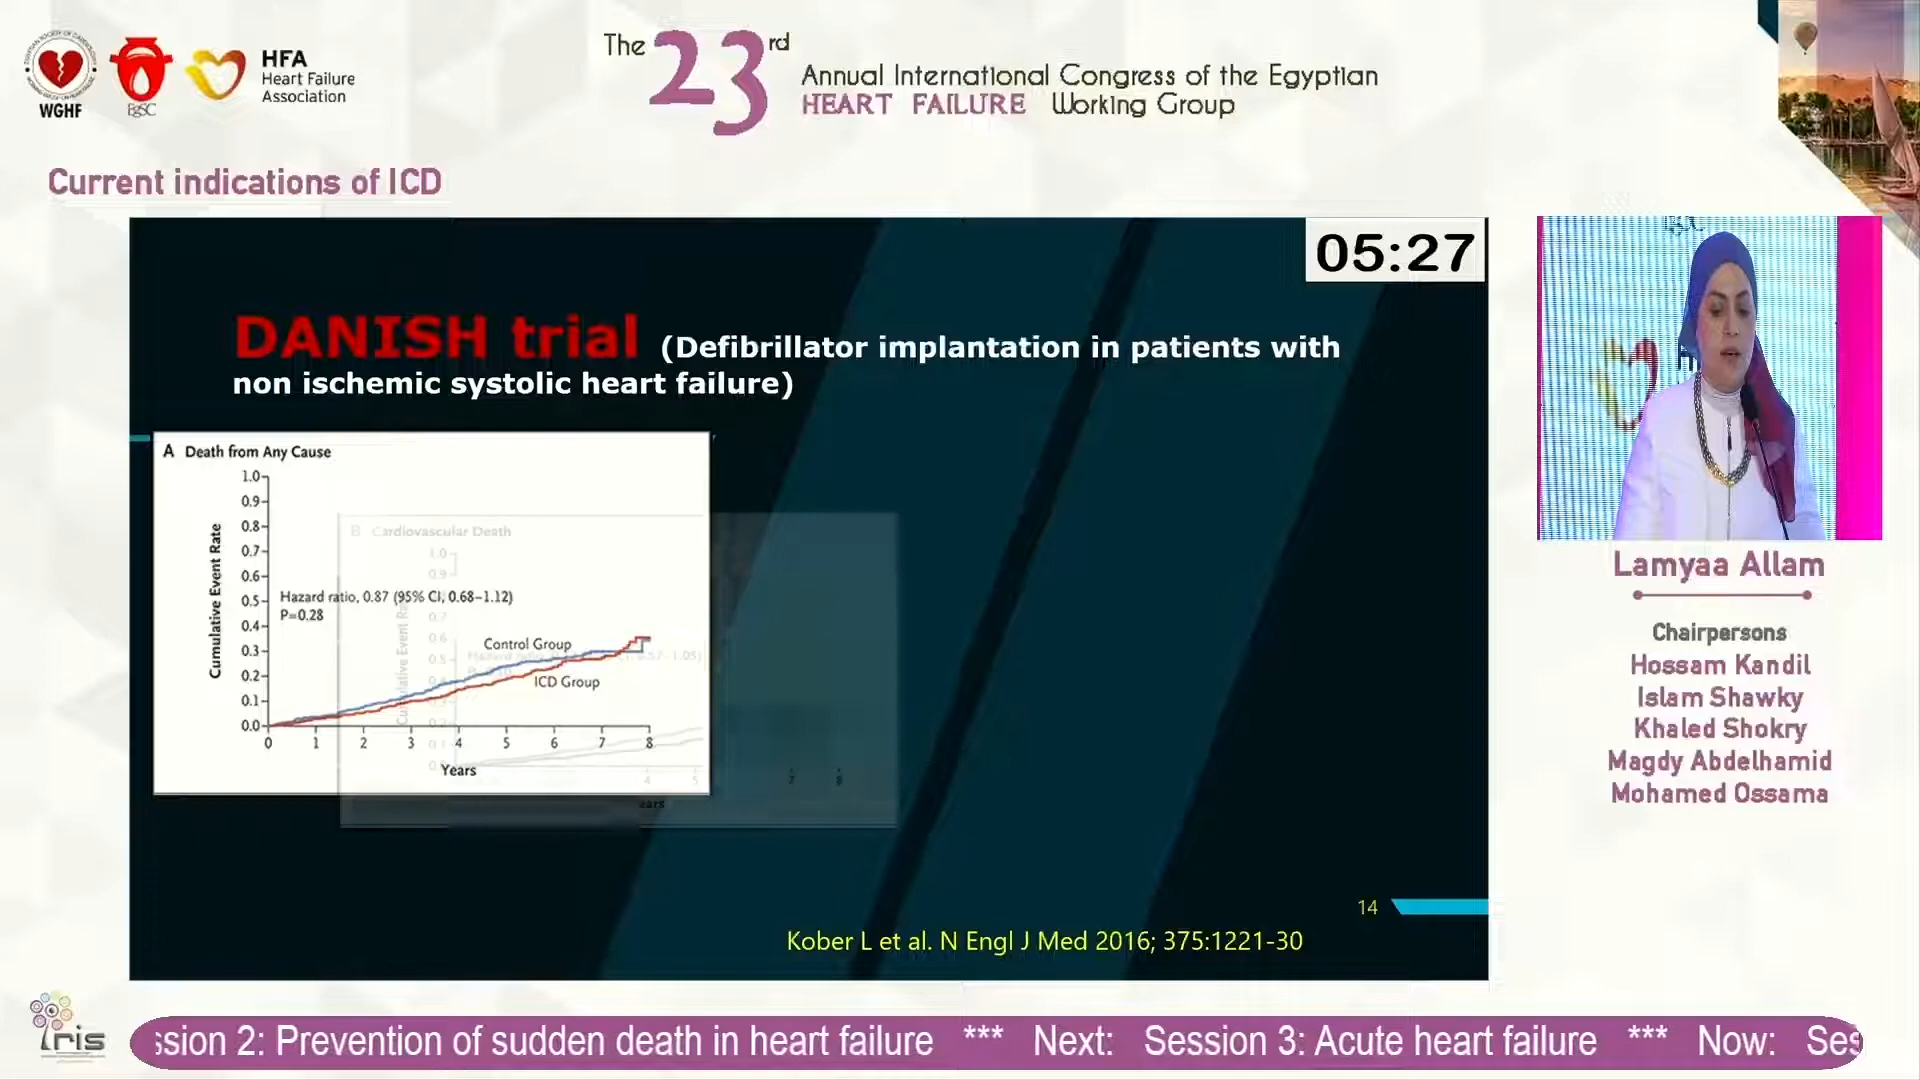 WGHF
EgSC
HFA
Heart Failure
Association
The 23rd
Annual International Congress of the Egyptian
HEART FAILURE Working Group
Current indications of ICD
05:27
DANISH trial (Defibrillator implantation in patients with
non ischemic systolic heart failure)
A Death from Any Cause
Cumulative Event Rate
1.0
0.9
0.8
0.7
0.6
0.5
0.4
0.3
0.2
0.1
0.0
Hazard ratio, 0.87 (95% CI, 0.68–1.12)
P=0.28
Control Group
ICD Group
0 1 2 3 4 5 6 7 8
Years
B Cardiovascular Death
14
Kober L et al. N Engl J Med 2016; 375:1221-30
Lamyaa Allam
Chairpersons
Hossam Kandil
Islam Shawky
Khaled Shokry
Magdy Abdelhamid
Mohamed Ossama
iris
ssion 2: Prevention of sudden death in heart failure *** Next: Session 3: Acute heart failure *** Now: Ses